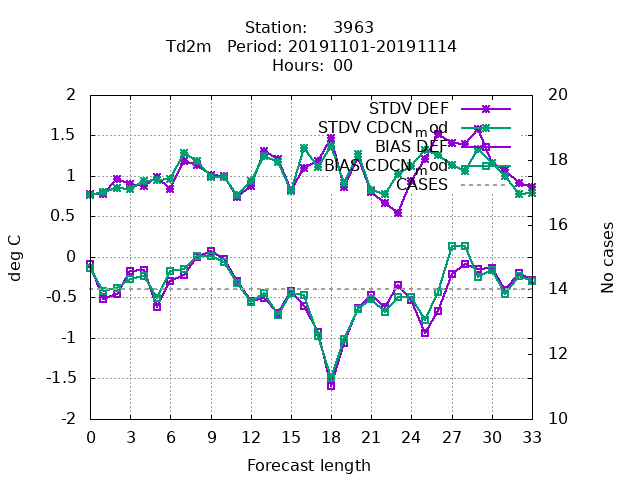 Station: 3963
Td2m Period: 20191101-20191114
Hours: 00
STDV DEF
STDV CDCN_mod
BIAS DEF
BIAS CDCN_mod
CASES
deg C
2
1.5
1
0.5
0
-0.5
-1
-1.5
-2
No cases
20
18
16
14
12
10
0 3 6 9 12 15 18 21 24 27 30 33
Forecast length